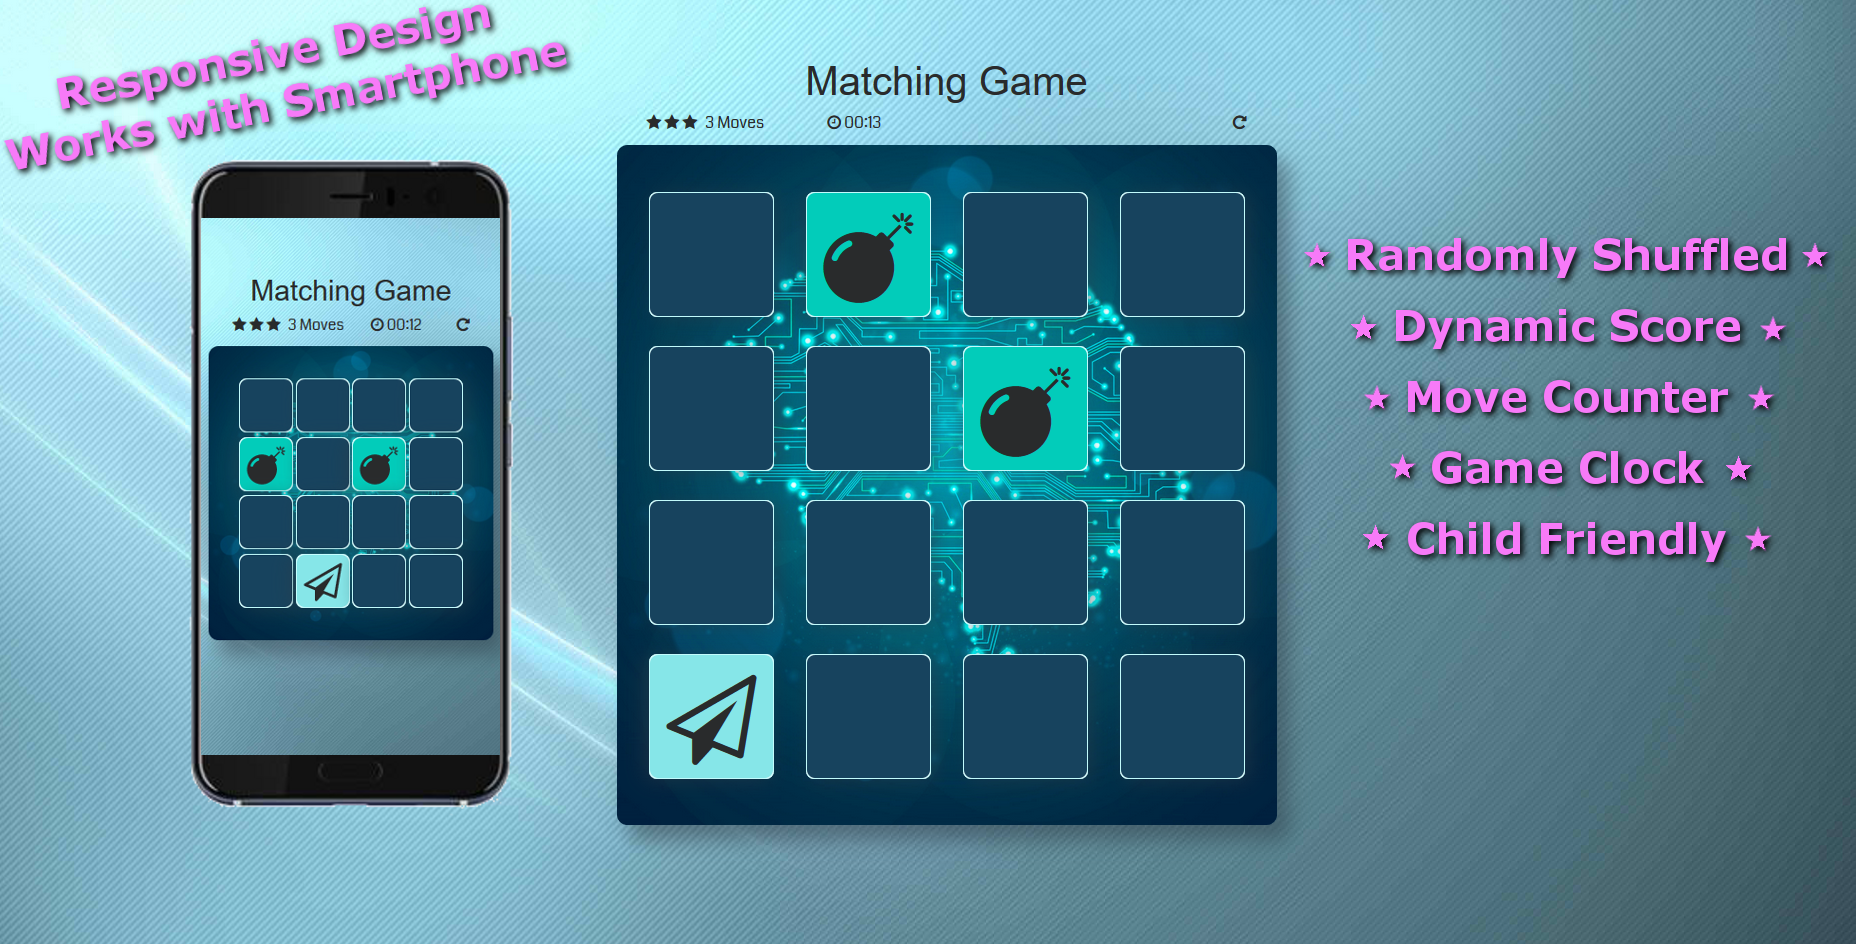 Responsive Design
Works with Smartphone
Matching Game
3 Moves
00:12
Matching Game
3 Moves
00:13
Randomly Shuffled
Dynamic Score
Move Counter
Game Clock
Child Friendly